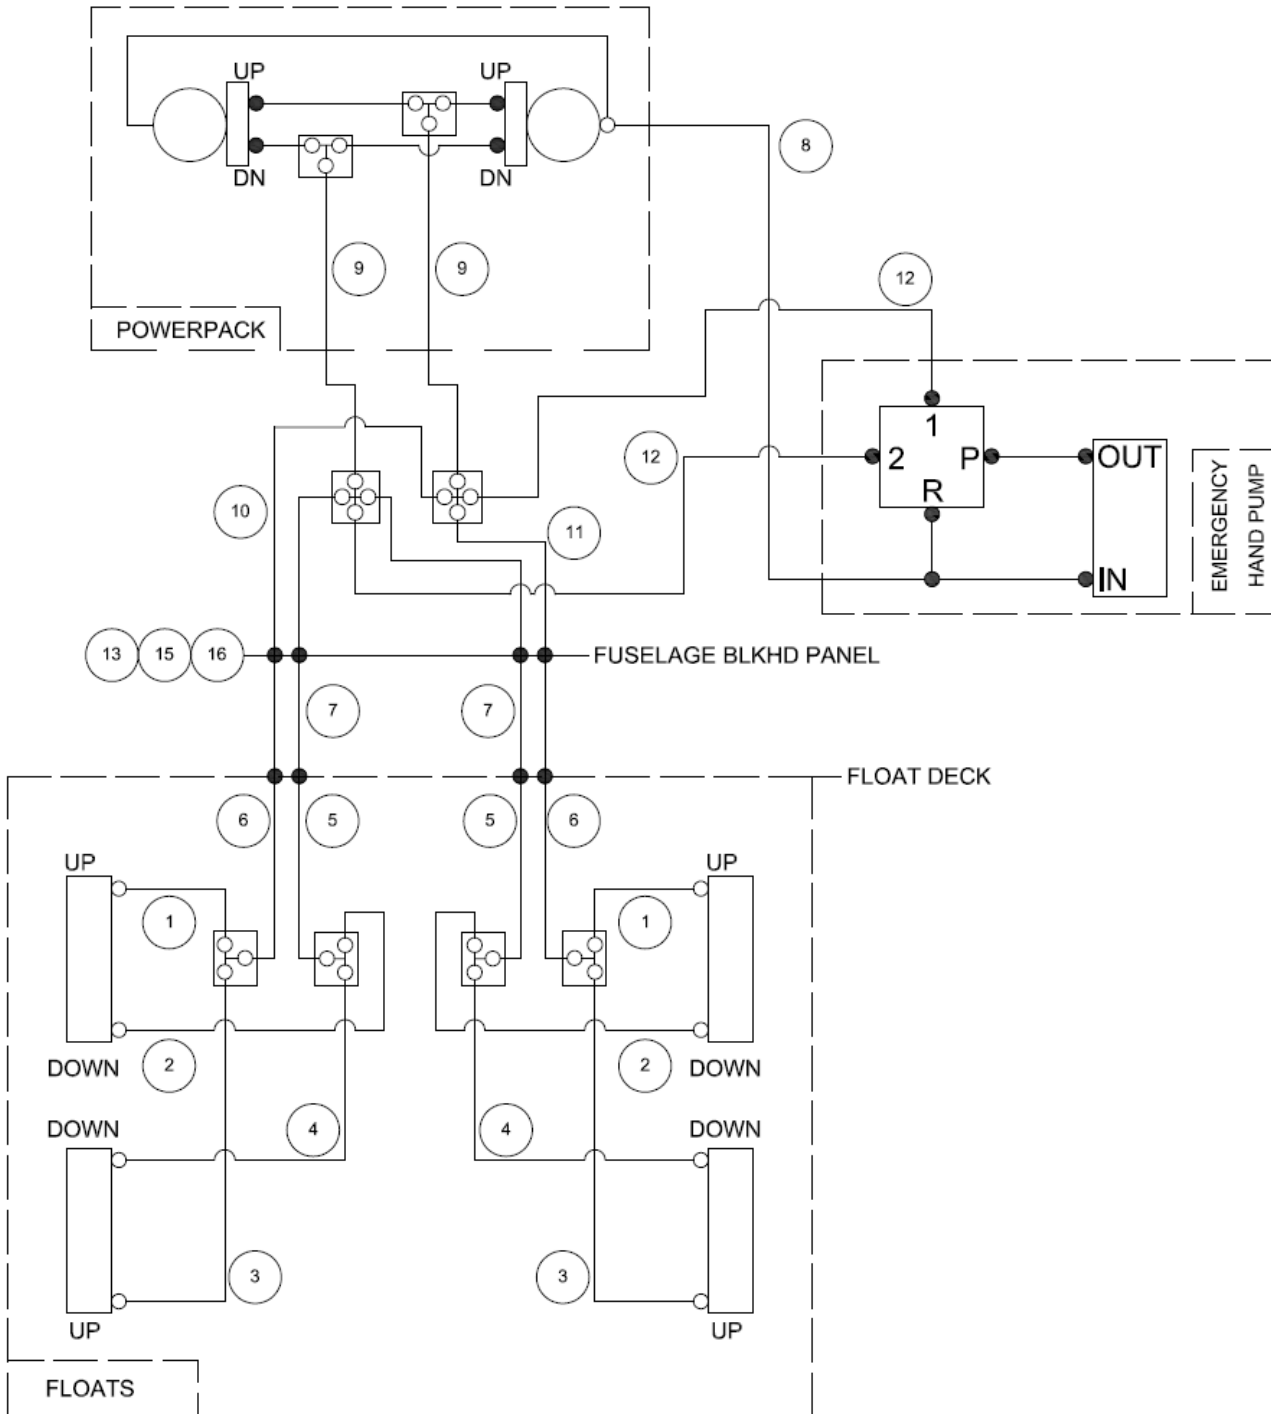 UP
UP
8
DN
DN
9
9
12
POWERPACK
1
12
2
P
OUT
R
10
11
EMERGENCY
HAND PUMP
IN
13
15
16
FUSELAGE BLKHD PANEL
7
7
FLOAT DECK
6
5
5
6
UP
UP
1
1
2
2
DOWN
DOWN
DOWN
4
4
DOWN
3
3
UP
UP
FLOATS